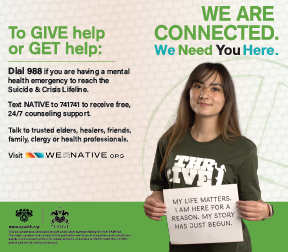 To GIVE help
or GET help:
Dial 988 if you are having a mental
health emergency to reach the
Suicide & Crisis Lifeline.
Text NATIVE to 741741 to receive free,
24/7 counseling support.
Talk to trusted elders, healers, friends,
family, clergy or health professionals.
Visit WERNATIVE.ORG
WE ARE
CONNECTED.
We Need You Here.
THRIVE
MY LIFE MATTERS.
I AM HERE FOR A
REASON. MY STORY
HAS JUST BEGUN.